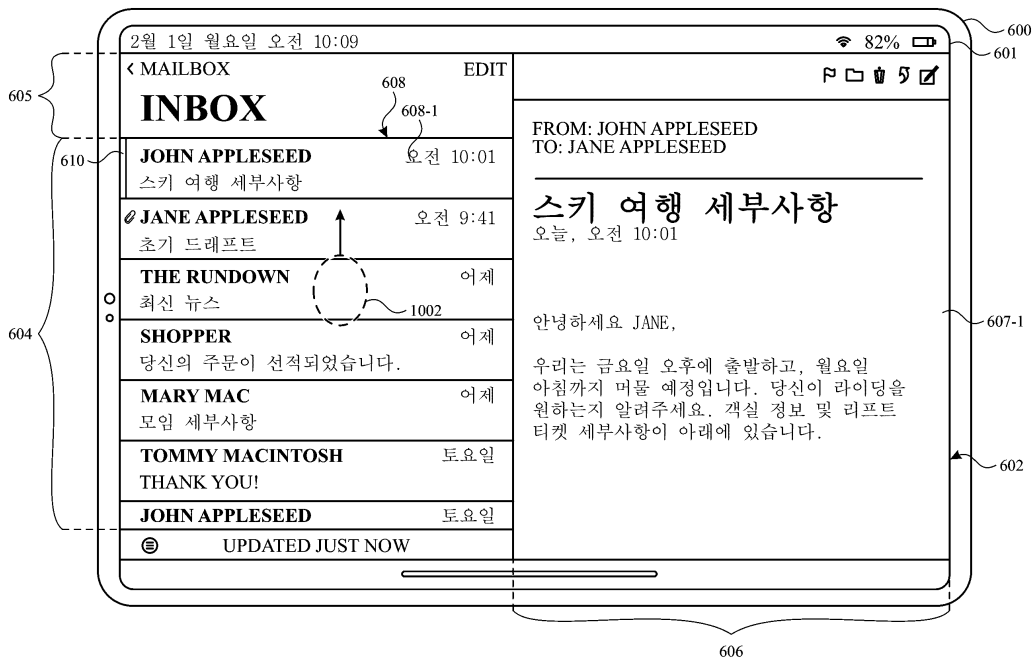 2월 1일 월요일 오전 10:09
82%
600
601
< MAILBOX
EDIT
605
INBOX
608
608-1
610
JOHN APPLESEED
오전 10:01
스키 여행 세부사항
JANE APPLESEED
오전 9:41
초기 드래프트
THE RUNDOWN
어제
최신 뉴스
1002
SHOPPER
어제
당신의 주문이 선적되었습니다.
604
MARY MAC
어제
모임 세부사항
TOMMY MACINTOSH
토요일
THANK YOU!
JOHN APPLESEED
토요일
UPDATED JUST NOW
FROM: JOHN APPLESEED
TO: JANE APPLESEED
스키 여행 세부사항
오늘, 오전 10:01
안녕하세요 JANE,
607-1
우리는 금요일 오후에 출발하고, 월요일
아침까지 머물 예정입니다. 당신이 라이딩을
원하는지 알려주세요. 객실 정보 및 리프트
티켓 세부사항이 아래에 있습니다.
602
606